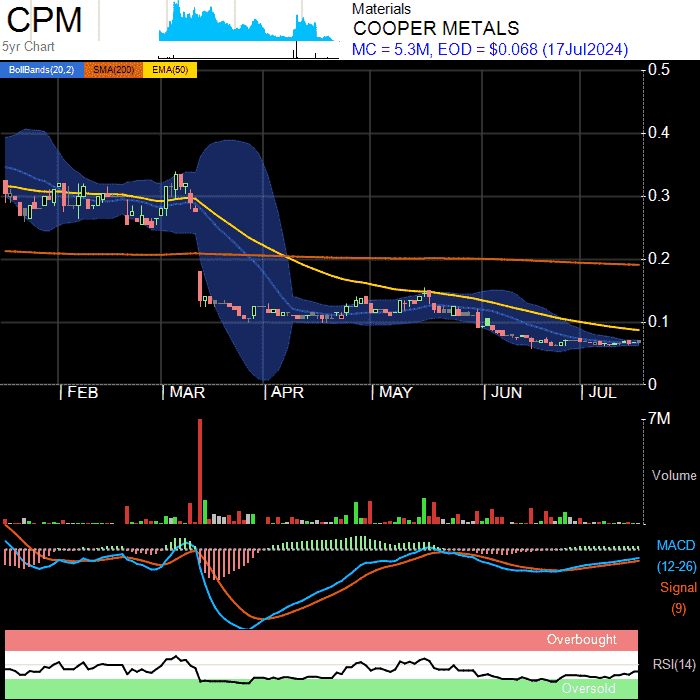 CPM
5yr Chart
Materials
COOPER METALS
MC = 5.3M, EOD = $0.068 (17Jul2024)
BollBands(20,2) SMA(200) EMA(50)
0.5
0.4
0.3
0.2
0.1
0
FEB MAR APR MAY JUN JUL
7M
Volume
MACD
(12-26)
Signal
(9)
Overbought
RSI(14)
Oversold